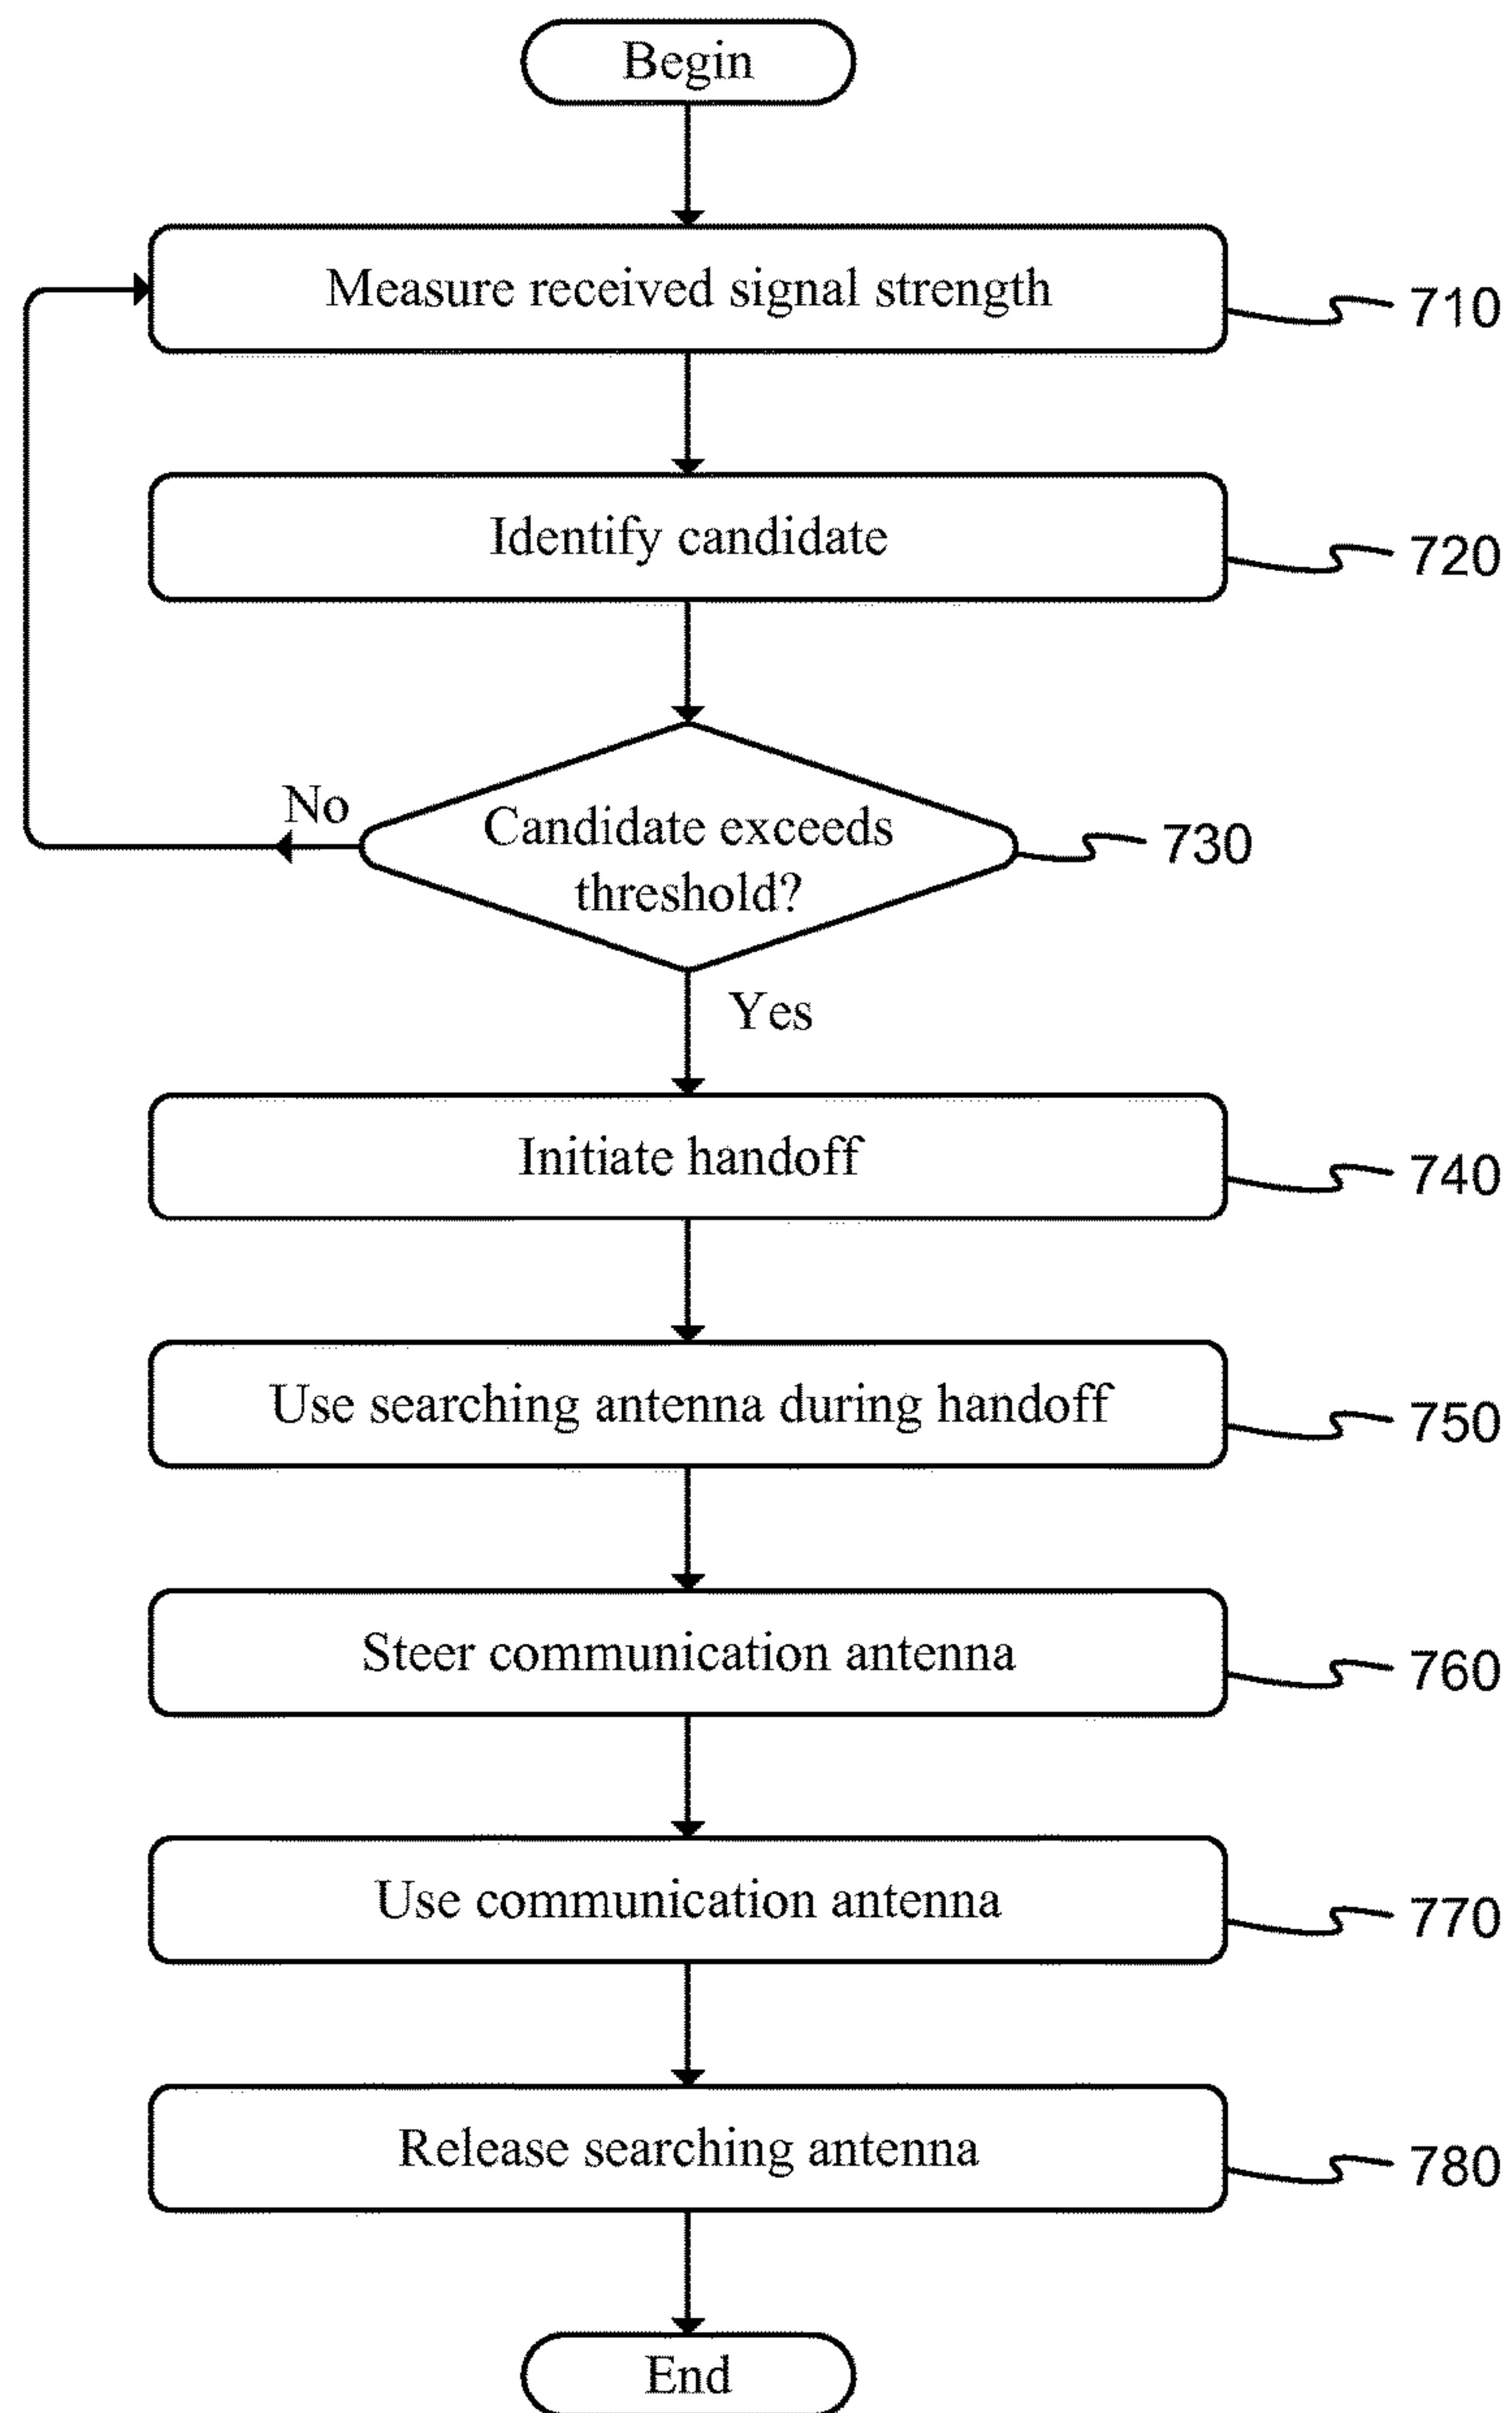 Begin
Measure received signal strength
710
Identify candidate
720
No
Candidate exceeds
threshold?
730
Yes
Initiate handoff
740
Use searching antenna during handoff
750
Steer communication antenna
760
Use communication antenna
770
Release searching antenna
780
End